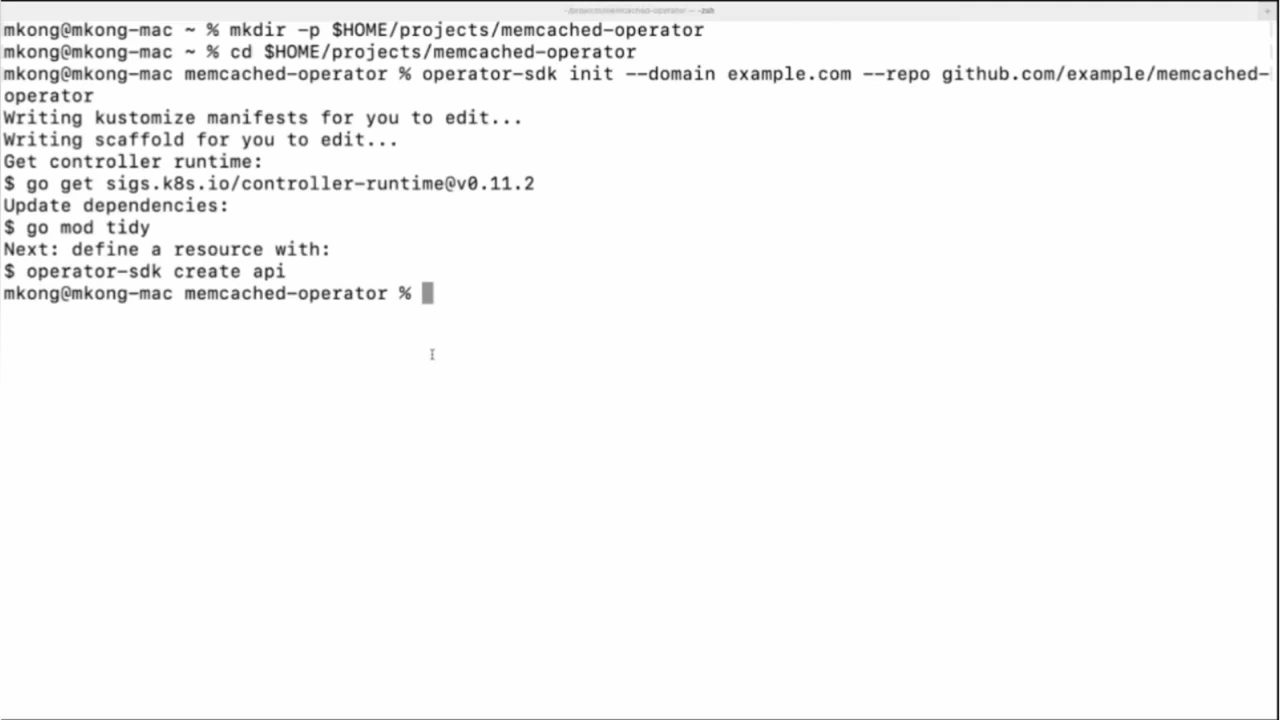 ~/projects/memcached-operator — -zsh
mkong@mkong-mac ~ % mkdir -p $HOME/projects/memcached-operator
mkong@mkong-mac ~ % cd $HOME/projects/memcached-operator
mkong@mkong-mac memcached-operator % operator-sdk init --domain example.com --repo github.com/example/memcached-
operator
Writing kustomize manifests for you to edit...
Writing scaffold for you to edit...
Get controller runtime:
$ go get sigs.k8s.io/controller-runtime@v0.11.2
Update dependencies:
$ go mod tidy
Next: define a resource with:
$ operator-sdk create api
mkong@mkong-mac memcached-operator %